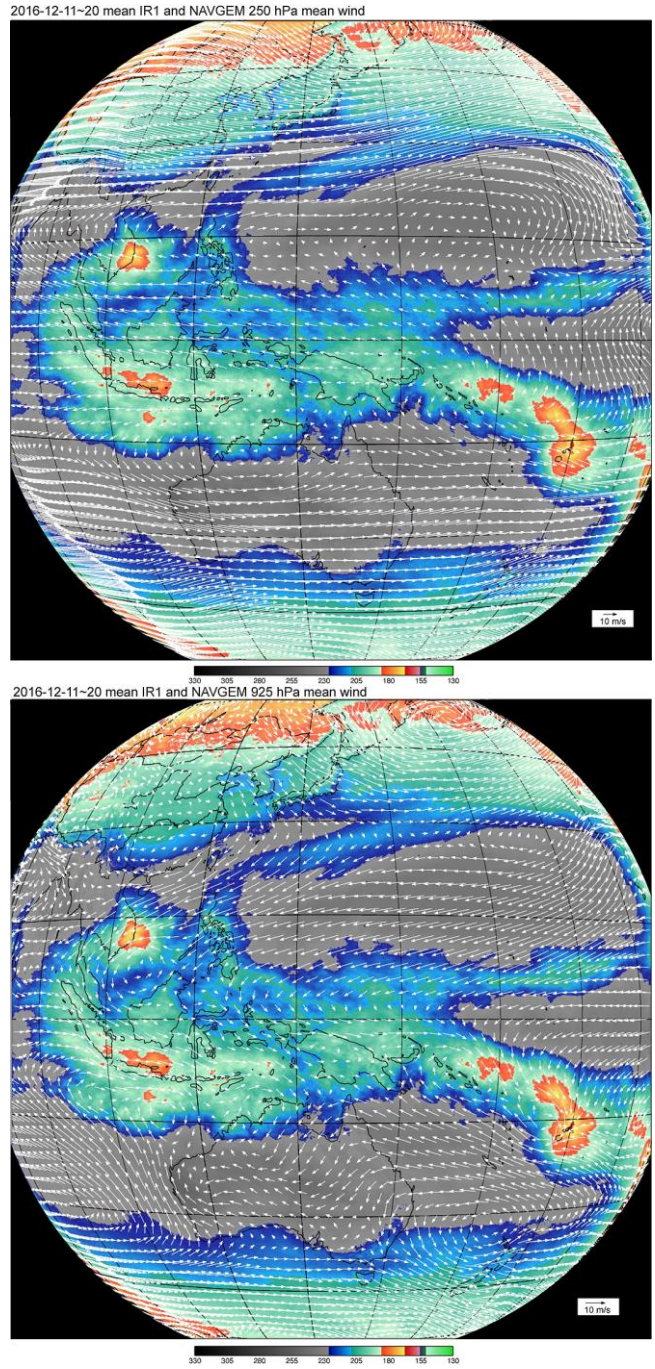 2016-12-11~20 mean IR1 and NAVGEM 250 hPa mean wind
10 m/s
330 305 280 255 230 205 180 155 130
2016-12-11~20 mean IR1 and NAVGEM 925 hPa mean wind
10 m/s
330 305 280 255 230 205 180 155 130